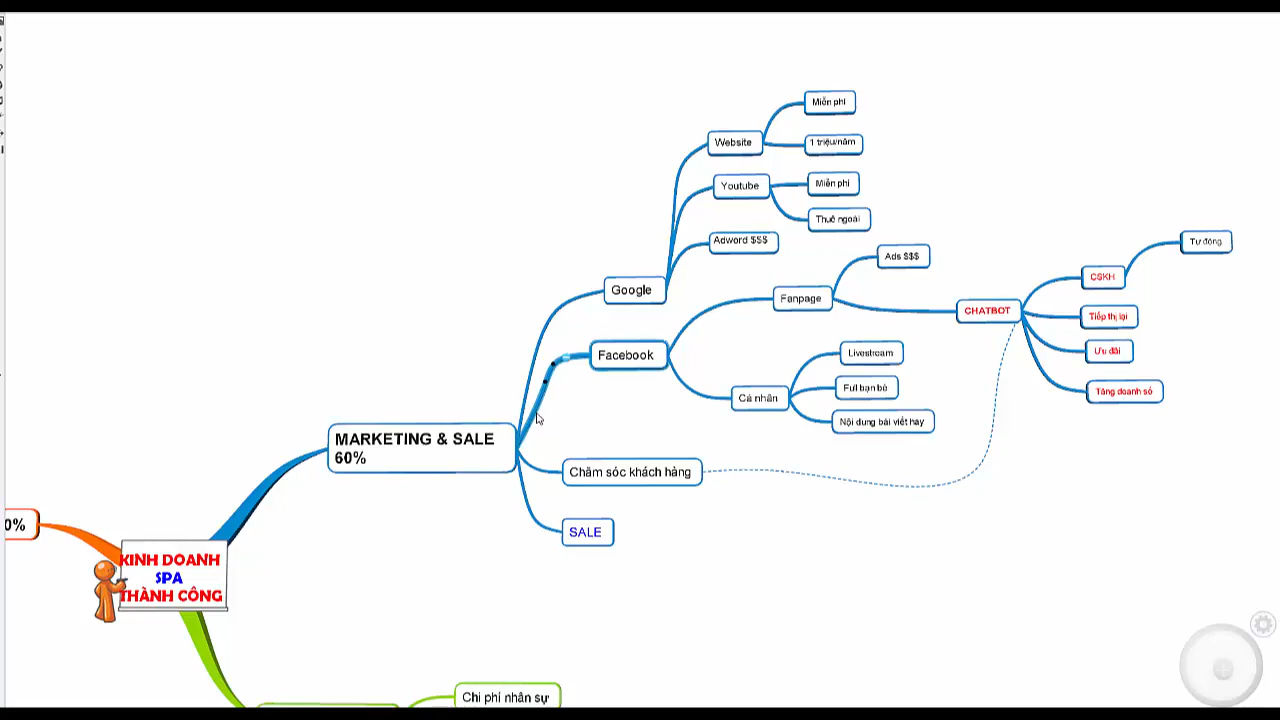 Miễn phí
Website
1 triệu/năm
Youtube
Miễn phí
Thuê ngoài
Adword $$$
Tự động
Ads $$$
CSKH
Google
Fanpage
CHATBOT
Tiếp thị lại
Facebook
Livestream
Ưu đãi
Cá nhân
Full bạn bè
Tăng doanh số
Nội dung bài viết hay
MARKETING & SALE
60%
Chăm sóc khách hàng
0%
SALE
KINH DOANH
SPA
THÀNH CÔNG
Chi phí nhân sự